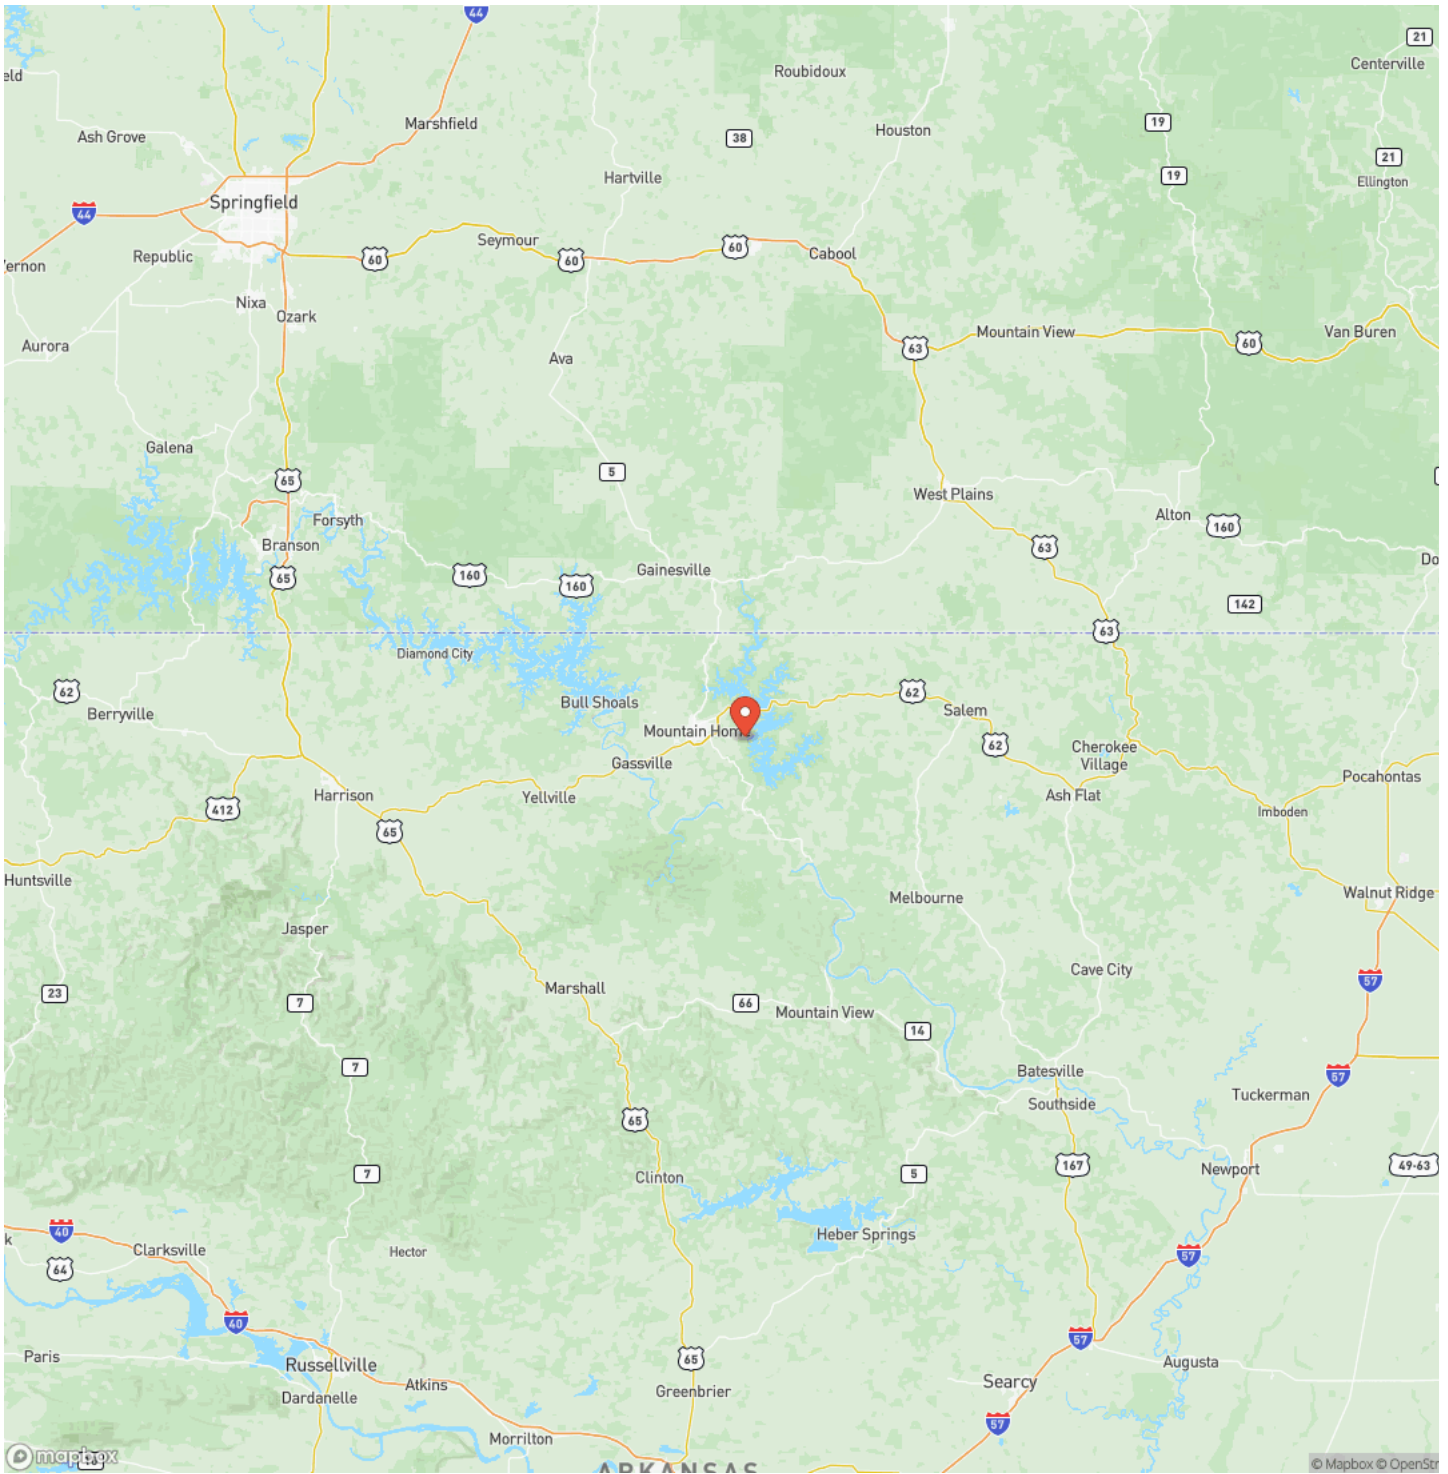 44
21
Centerville
Roubidoux
eld
Marshfield
19
Houston
Ash Grove
38
21
Hartville
19
Ellington
Springfield
44
Seymour
60
Cabool
Republic
60
60
ernon
Nixa
Ozark
Mountain View
Van Buren
60
Aurora
63
Ava
Galena
5
65
West Plains
Alton
Forsyth
160
Branson
63
Do
Gainesville
65
160
160
142
63
Diamond City
62
62
Bull Shoals
Salem
Berryville
Mountain Home
62
Cherokee
Village
Gassville
Pocahontas
Harrison
Yellville
Ash Flat
412
Imboden
65
Huntsville
Walnut Ridge
Melbourne
Jasper
Cave City
57
Marshall
23
7
66
Mountain View
14
7
Batesville
57
Tuckerman
Southside
65
167
49-63
Newport
7
Clinton
5
40
Heber Springs
Clarksville
Hector
57
k
64
40
57
Paris
65
Russellville
Augusta
Atkins
Searcy
Dardanelle
Greenbrier
57
Morrilton
mapbox
ARKANSAS
© Mapbox © OpenStr